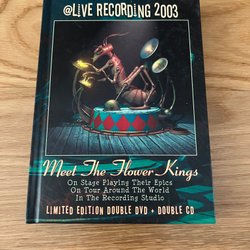 @LIVE RECORDING 2003
Meet The Flower Kings
On Stage Playing Their Epics
On Tour Around The World
In The Recording Studio
LIMITED EDITION DOUBLE DVD + DOUBLE CD